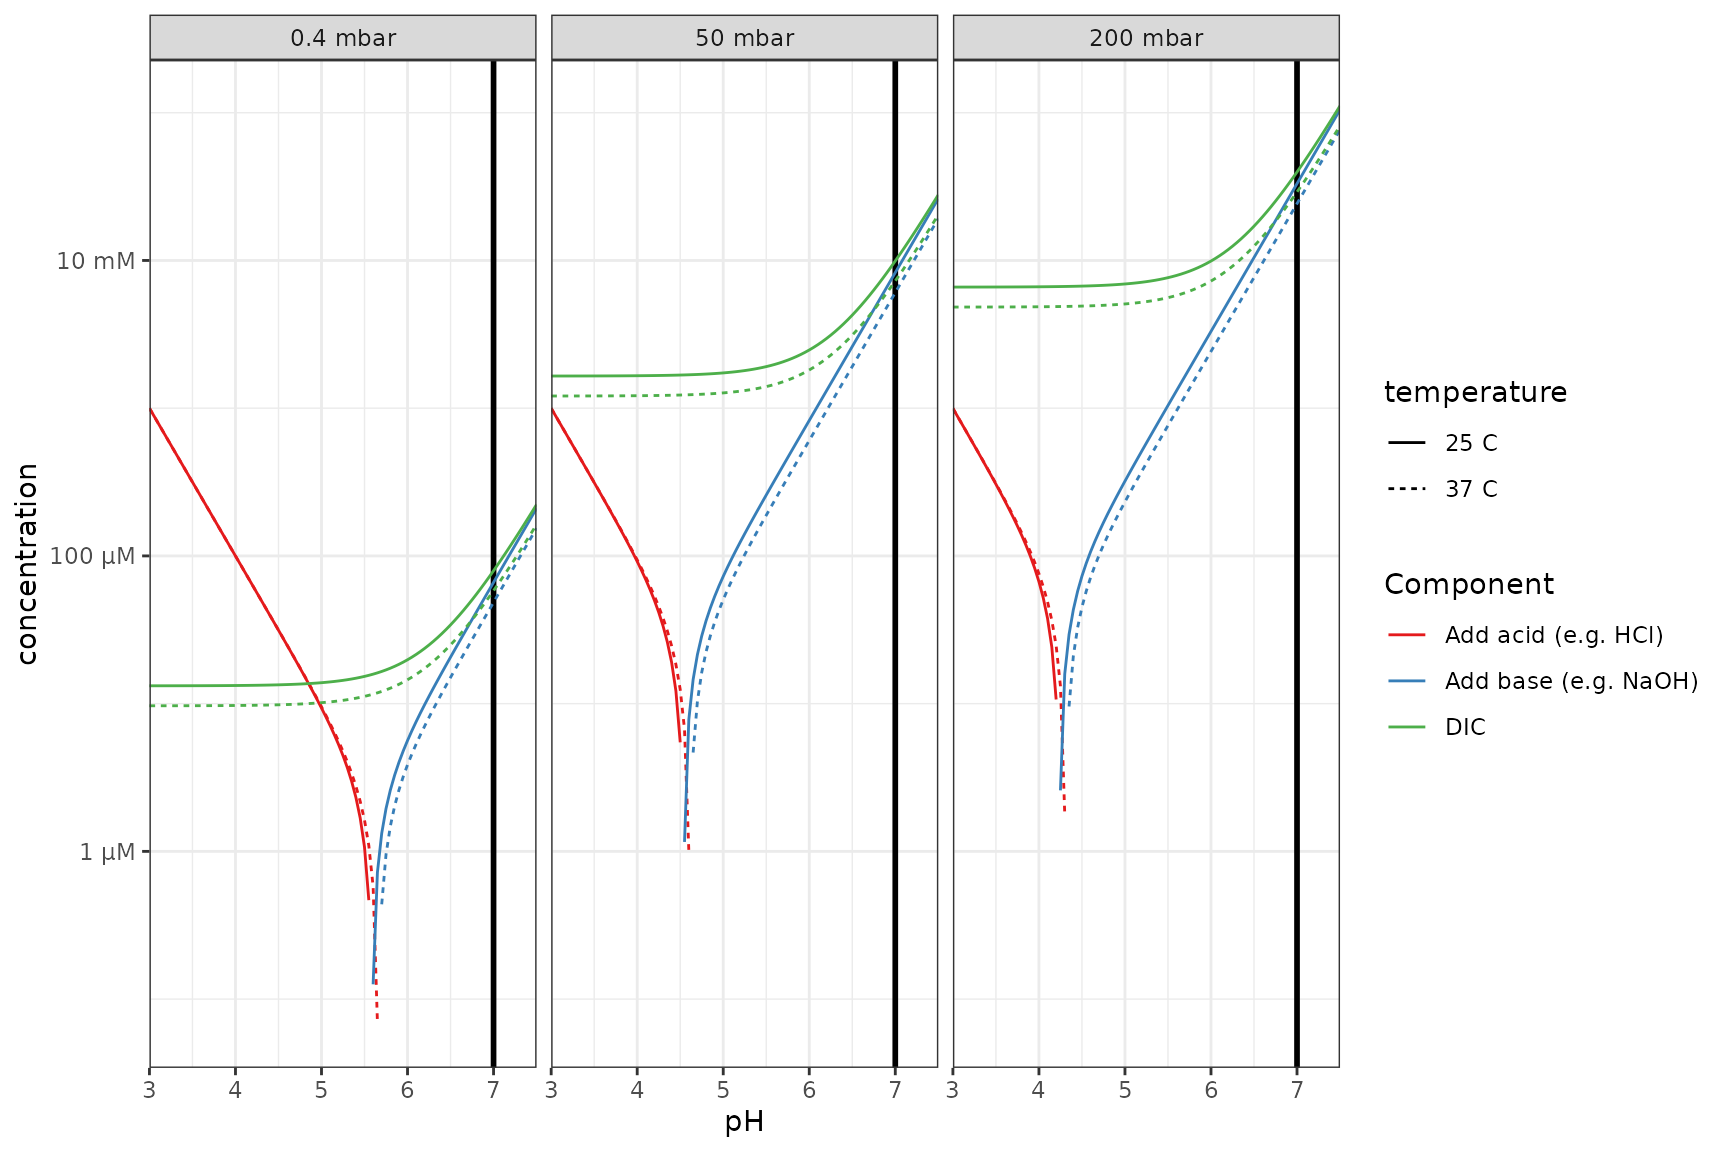 0.4 mbar 50 mbar 200 mbar
concentration
10 mM
100 µM
1 µM
3 4 5 6 7 3 4 5 6 7 3 4 5 6 7
pH
temperature
25 C
37 C
Component
Add acid (e.g. HCl)
Add base (e.g. NaOH)
DIC